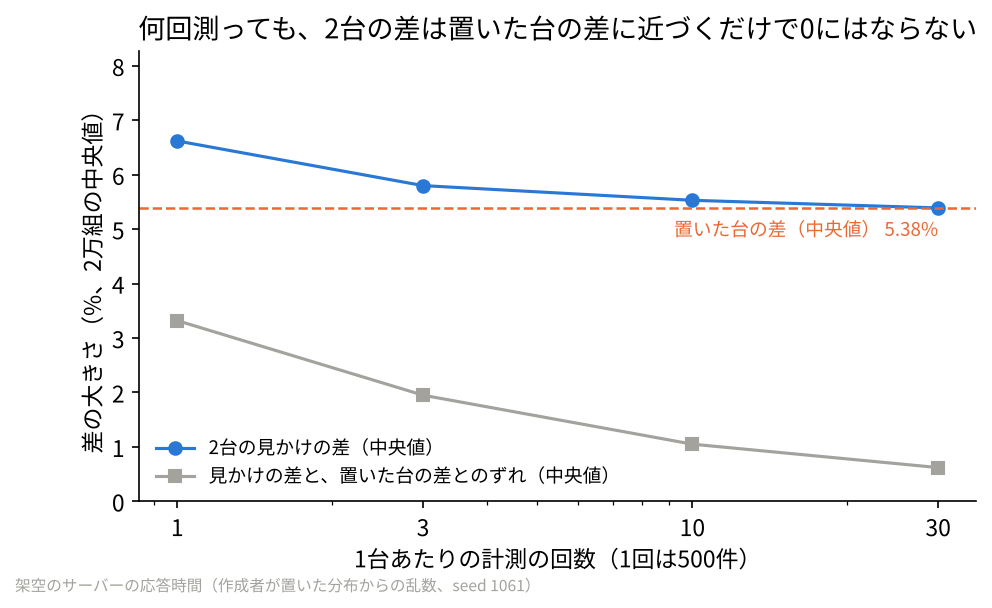 何回測っても、2台の差は置いた台の差に近づくだけで0にはならない
差の大きさ（%、2万組の中央値）
8
7
6
5
4
3
2
1
0
置いた台の差（中央値） 5.38%
2台の見かけの差（中央値）
見かけの差と、置いた台の差とのずれ（中央値）
1 3 10 30
1台あたりの計測の回数（1回は500件）
架空のサーバーの応答時間（作成者が置いた分布からの乱数、seed 1061）